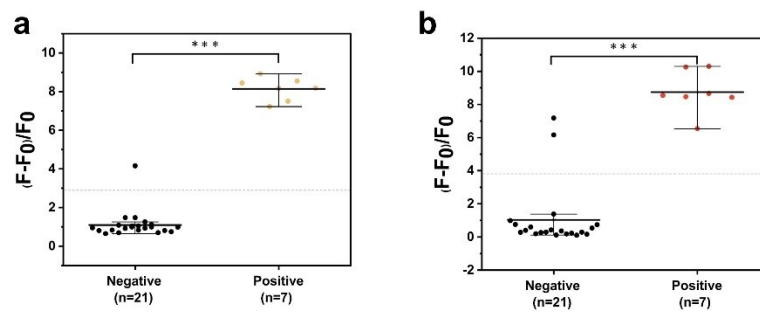 a
***
10
8
6
4
2
0
(F-F0)/F0
Negative
(n=21)
Positive
(n=7)
b
***
12
10
8
6
4
2
0
-2
(F-F0)/F0
Negative
(n=21)
Positive
(n=7)